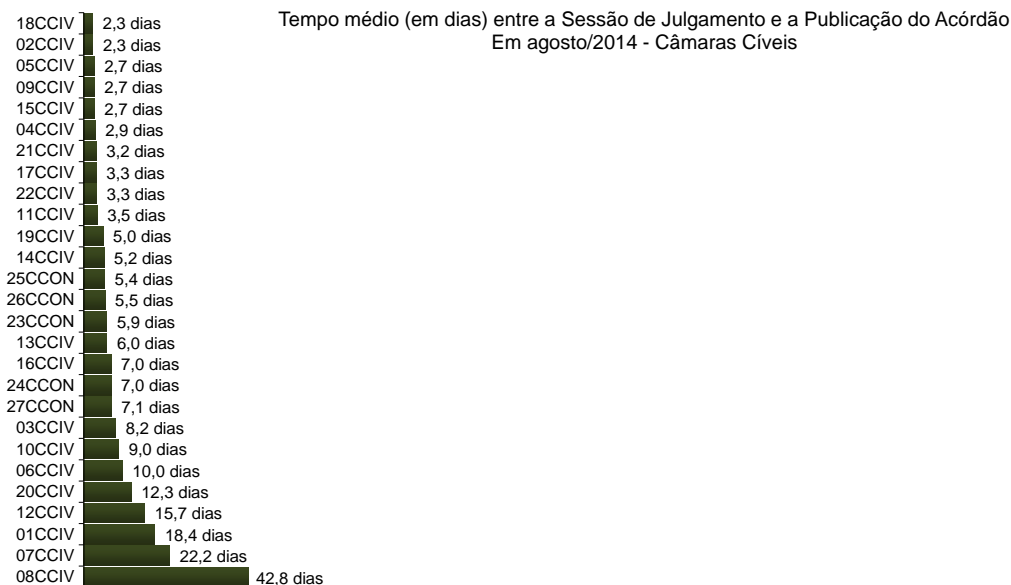 Tempo médio (em dias) entre a Sessão de Julgamento e a Publicação do Acórdão
Em agosto/2014 - Câmaras Cíveis
18CCIV 2,3 dias
02CCIV 2,3 dias
05CCIV 2,7 dias
09CCIV 2,7 dias
15CCIV 2,7 dias
04CCIV 2,9 dias
21CCIV 3,2 dias
17CCIV 3,3 dias
22CCIV 3,3 dias
11CCIV 3,5 dias
19CCIV 5,0 dias
14CCIV 5,2 dias
25CCON 5,4 dias
26CCON 5,5 dias
23CCON 5,9 dias
13CCIV 6,0 dias
16CCIV 7,0 dias
24CCON 7,0 dias
27CCON 7,1 dias
03CCIV 8,2 dias
10CCIV 9,0 dias
06CCIV 10,0 dias
20CCIV 12,3 dias
12CCIV 15,7 dias
01CCIV 18,4 dias
07CCIV 22,2 dias
08CCIV 42,8 dias